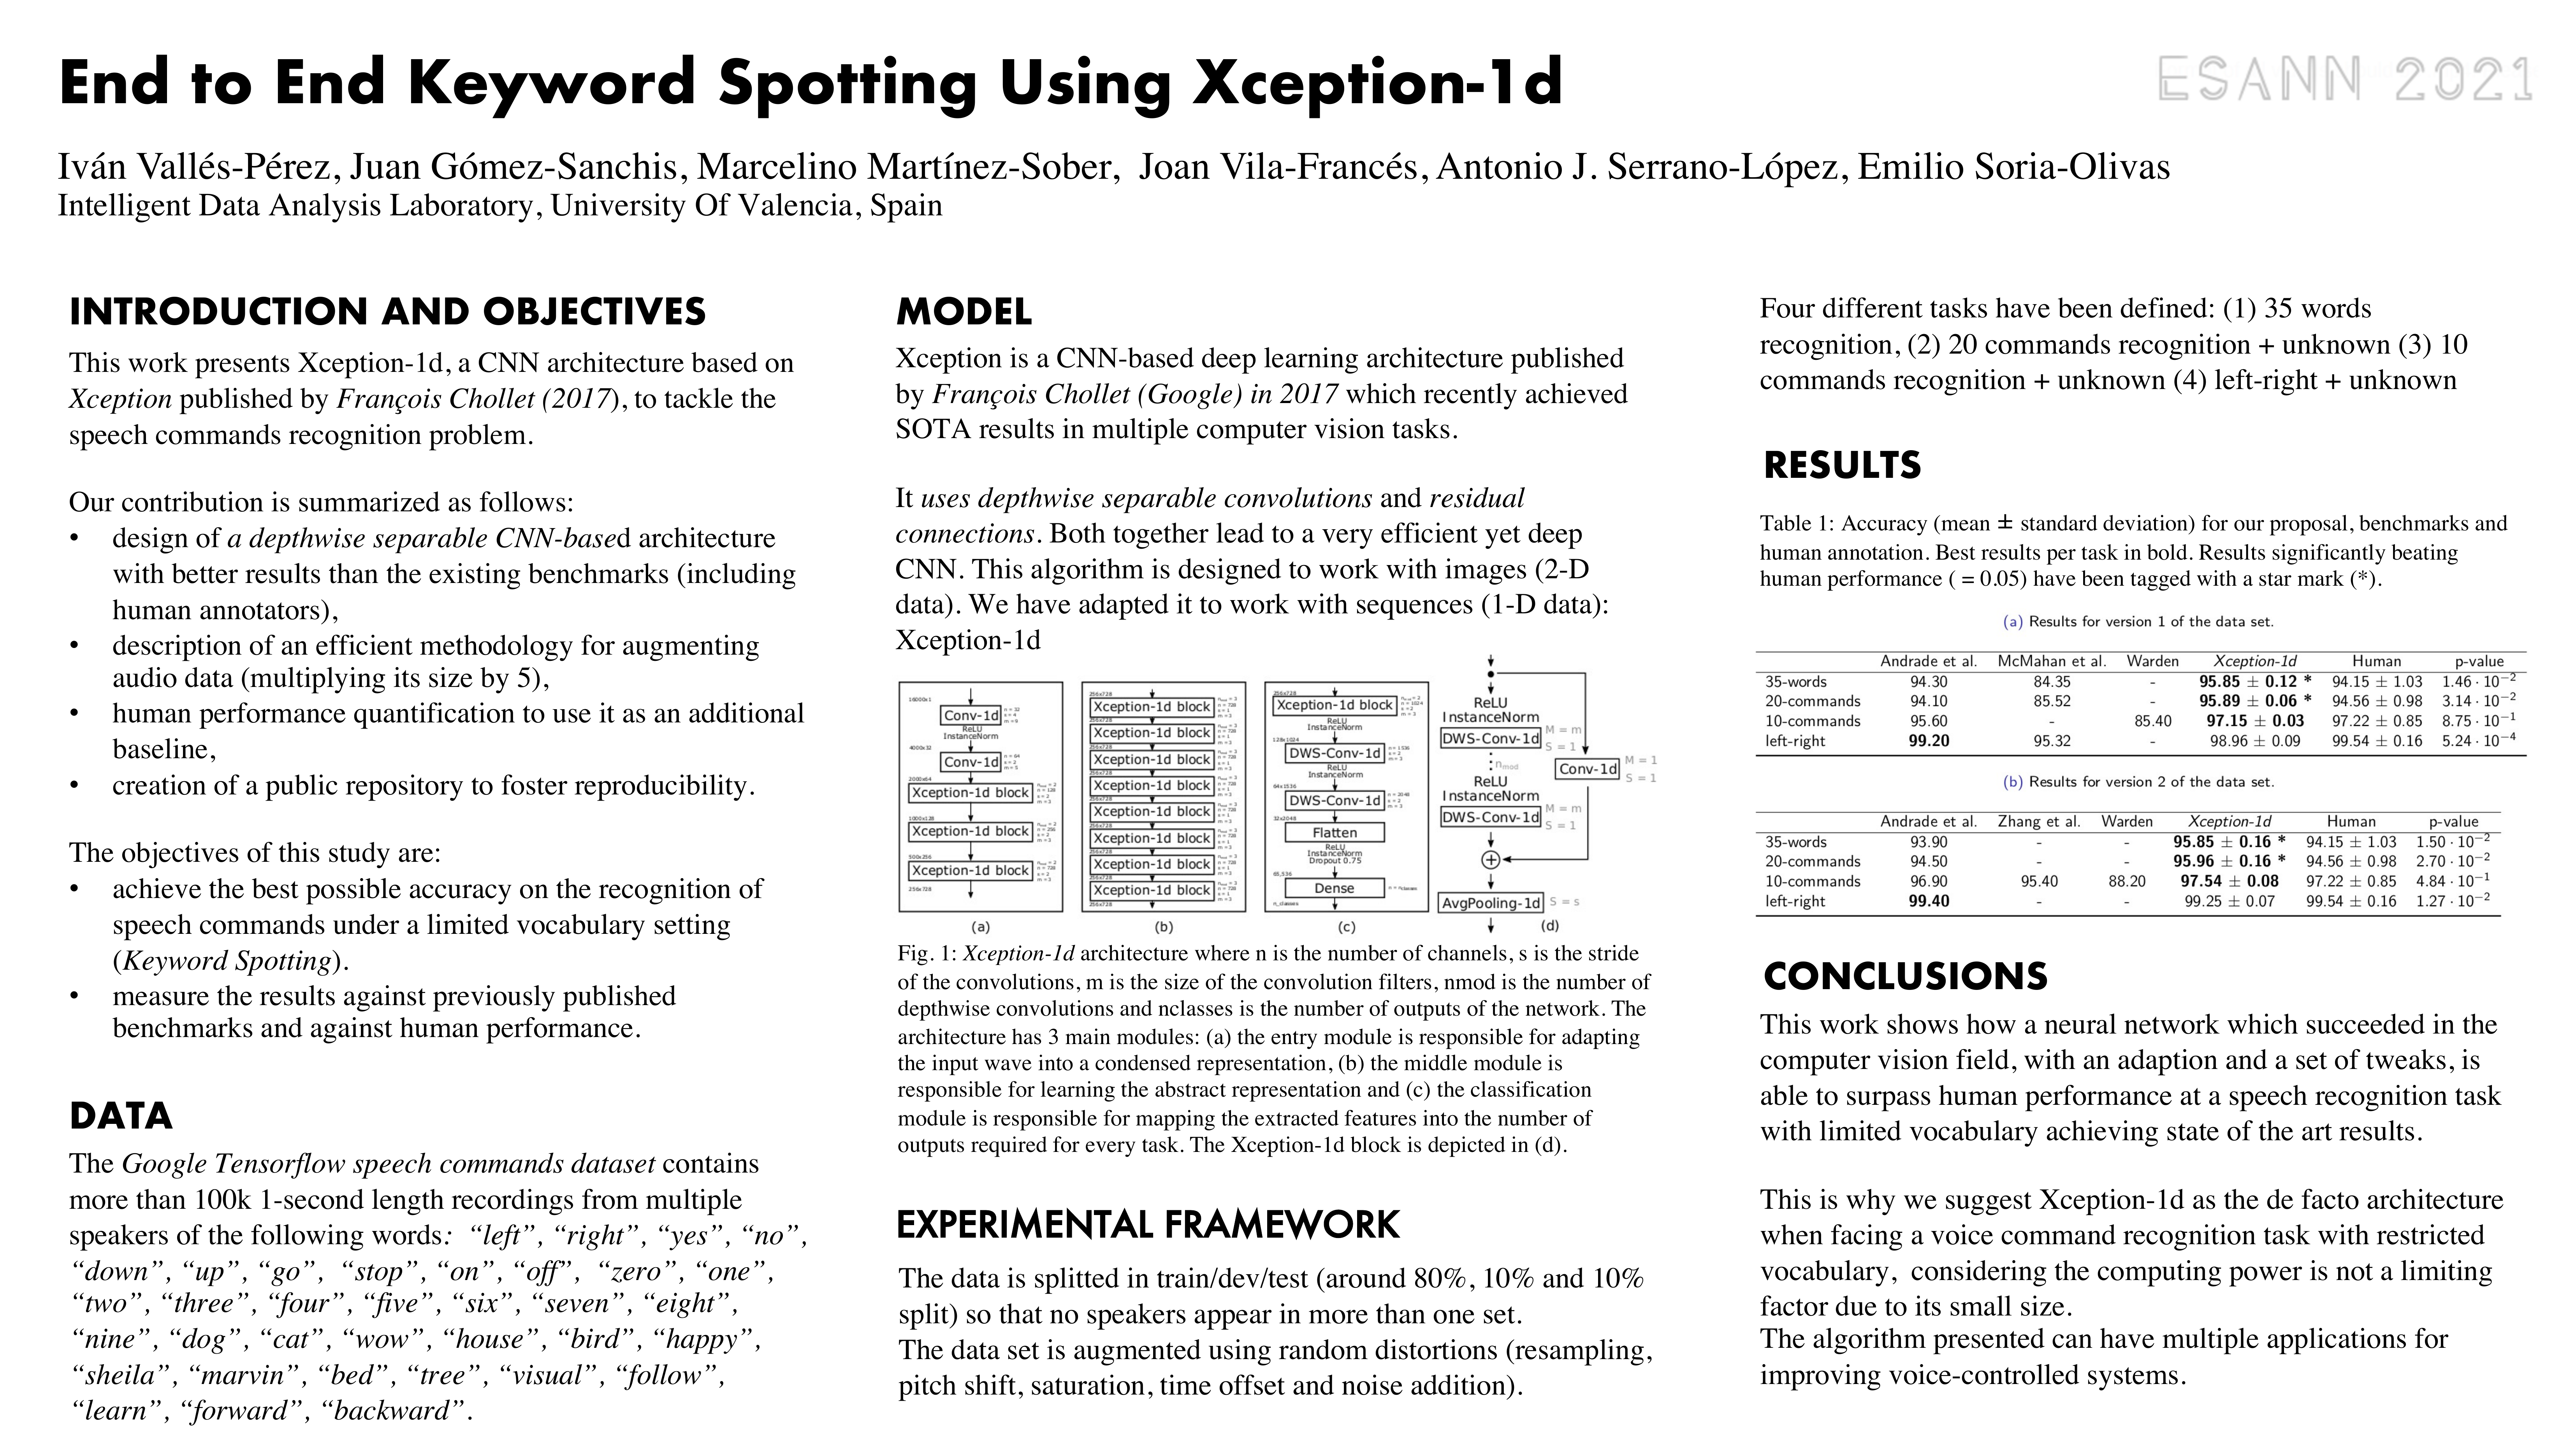 End to End Keyword Spotting Using Xception-1d
ESANN 2021
Iván Vallés-Pérez, Juan Gómez-Sanchis, Marcelino Martínez-Sober, Joan Vila-Francés, Antonio J. Serrano-López, Emilio Soria-Olivas
Intelligent Data Analysis Laboratory, University Of Valencia, Spain
INTRODUCTION AND OBJECTIVES
This work presents Xception-1d, a CNN architecture based on
Xception published by François Chollet (2017), to tackle the
speech commands recognition problem.
Our contribution is summarized as follows:
• design of a depthwise separable CNN-based architecture
with better results than the existing benchmarks (including
human annotators),
• description of an efficient methodology for augmenting
audio data (multiplying its size by 5),
• human performance quantification to use it as an additional
baseline,
• creation of a public repository to foster reproducibility.
The objectives of this study are:
• achieve the best possible accuracy on the recognition of
speech commands under a limited vocabulary setting
(Keyword Spotting).
• measure the results against previously published
benchmarks and against human performance.
DATA
The Google Tensorflow speech commands dataset contains
more than 100k 1-second length recordings from multiple
speakers of the following words: “left”, “right”, “yes”, “no”,
“down”, “up”, “go”, “stop”, “on”, “off”, “zero”, “one”,
“two”, “three”, “four”, “five”, “six”, “seven”, “eight”,
“nine”, “dog”, “cat”, “wow”, “house”, “bird”, “happy”,
“sheila”, “marvin”, “bed”, “tree”, “visual”, “follow”,
“learn”, “forward”, “backward”.
MODEL
Xception is a CNN-based deep learning architecture published
by François Chollet (Google) in 2017 which recently achieved
SOTA results in multiple computer vision tasks.
It uses depthwise separable convolutions and residual
connections. Both together lead to a very efficient yet deep
CNN. This algorithm is designed to work with images (2-D
data). We have adapted it to work with sequences (1-D data):
Xception-1d
16000x1
Conv-1d
ReLU
InstanceNorm
4000x32
Conv-1d
2000x64
Xception-1d block
1000x128
Xception-1d block
500x256
Xception-1d block
256x728
(a)
256x728
Xception-1d block
256x728
Xception-1d block
256x728
Xception-1d block
256x728
Xception-1d block
256x728
Xception-1d block
256x728
Xception-1d block
256x728
Xception-1d block
256x728
Xception-1d block
256x728
(b)
256x728
Xception-1d block
ReLU
InstanceNorm
128x1024
DWS-Conv-1d
ReLU
InstanceNorm
64x1536
DWS-Conv-1d
32x2048
Flatten
ReLU
InstanceNorm
Dropout 0.75
65,536
Dense
n_classes
(c)
ReLU
InstanceNorm
DWS-Conv-1d
M = m
S = 1
nmod
Conv-1d
M = 1
S = 1
ReLU
InstanceNorm
DWS-Conv-1d
M = m
S = 1
+
AvgPooling-1d S = s
(d)
Fig. 1: Xception-1d architecture where n is the number of channels, s is the stride
of the convolutions, m is the size of the convolution filters, nmod is the number of
depthwise convolutions and nclasses is the number of outputs of the network. The
architecture has 3 main modules: (a) the entry module is responsible for adapting
the input wave into a condensed representation, (b) the middle module is
responsible for learning the abstract representation and (c) the classification
module is responsible for mapping the extracted features into the number of
outputs required for every task. The Xception-1d block is depicted in (d).
EXPERIMENTAL FRAMEWORK
The data is splitted in train/dev/test (around 80%, 10% and 10%
split) so that no speakers appear in more than one set.
The data set is augmented using random distortions (resampling,
pitch shift, saturation, time offset and noise addition).
Four different tasks have been defined: (1) 35 words
recognition, (2) 20 commands recognition + unknown (3) 10
commands recognition + unknown (4) left-right + unknown
RESULTS
Table 1: Accuracy (mean ± standard deviation) for our proposal, benchmarks and
human annotation. Best results per task in bold. Results significantly beating
human performance ( = 0.05) have been tagged with a star mark (*).
(a) Results for version 1 of the data set.
Andrade et al. McMahan et al. Warden Xception-1d Human p-value
35-words 94.30 84.35 - 95.85 ± 0.12 * 94.15 ± 1.03 1.46 · 10⁻²
20-commands 94.10 85.52 - 95.89 ± 0.06 * 94.56 ± 0.98 3.14 · 10⁻²
10-commands 95.60 - 85.40 97.15 ± 0.03 97.22 ± 0.85 8.75 · 10⁻¹
left-right 99.20 95.32 - 98.96 ± 0.09 99.54 ± 0.16 5.24 · 10⁻⁴
(b) Results for version 2 of the data set.
Andrade et al. Zhang et al. Warden Xception-1d Human p-value
35-words 93.90 - - 95.85 ± 0.16 * 94.15 ± 1.03 1.50 · 10⁻²
20-commands 94.50 - - 95.96 ± 0.16 * 94.56 ± 0.98 2.70 · 10⁻²
10-commands 96.90 95.40 88.20 97.54 ± 0.08 97.22 ± 0.85 4.84 · 10⁻¹
left-right 99.40 - - 99.25 ± 0.07 99.54 ± 0.16 1.27 · 10⁻²
CONCLUSIONS
This work shows how a neural network which succeeded in the
computer vision field, with an adaption and a set of tweaks, is
able to surpass human performance at a speech recognition task
with limited vocabulary achieving state of the art results.
This is why we suggest Xception-1d as the de facto architecture
when facing a voice command recognition task with restricted
vocabulary, considering the computing power is not a limiting
factor due to its small size.
The algorithm presented can have multiple applications for
improving voice-controlled systems.